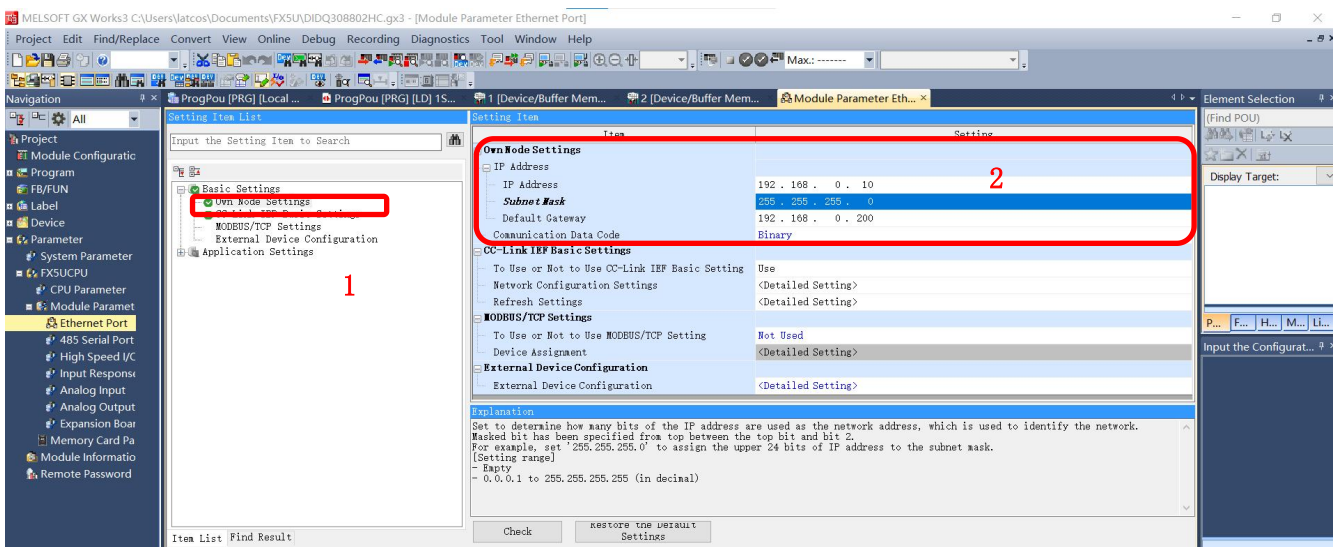 MELSOFT GX Works3 C:\Users\latcos\Documents\FX5U\DIDQ308802HC.gx3 - [Module Parameter Ethernet Port]
Project Edit Find/Replace Convert View Online Debug Recording Diagnostics Tool Window Help
Max.: -------
Navigation
All
Project
Module Configuratic
Program
FB/FUN
Label
Device
Parameter
System Parameter
FX5UCPU
CPU Parameter
Module Paramet
Ethernet Port
485 Serial Port
High Speed I/C
Input Response
Analog Input
Analog Output
Expansion Boar
Memory Card Pa
Module Informatio
Remote Password
ProgPou [PRG] [Local ...
ProgPou [PRG] [LD] 1S...
1 [Device/Buffer Mem...
2 [Device/Buffer Mem...
Module Parameter Eth...
Setting Item List
Input the Setting Item to Search
Basic Settings
Own Node Settings
CC-Link IEF Basic Settings
MODBUS/TCP Settings
External Device Configuration
Application Settings
1
Item List Find Result
Setting Item
Item Setting
Own Node Settings
IP Address
IP Address 192 . 168 . 0 . 10
Subnet Mask 255 . 255 . 255 . 0
Default Gateway 192 . 168 . 0 . 200
Communication Data Code Binary
2
CC-Link IEF Basic Settings
To Use or Not to Use CC-Link IEF Basic Setting Use
Network Configuration Settings <Detailed Setting>
Refresh Settings <Detailed Setting>
MODBUS/TCP Settings
To Use or Not to Use MODBUS/TCP Setting Not Used
Device Assignment <Detailed Setting>
External Device Configuration
External Device Configuration <Detailed Setting>
Explanation
Set to determine how many bits of the IP address are used as the network address, which is used to identify the network.
Masked bit has been specified from top between the top bit and bit 2.
For example, set '255.255.255.0' to assign the upper 24 bits of IP address to the subnet mask.
[Setting range]
- Empty
- 0.0.0.1 to 255.255.255.255 (in decimal)
Check
Restore the Default
Settings
Element Selection
(Find POU)
Display Target:
P... F... H... M... Li...
Input the Configurat...